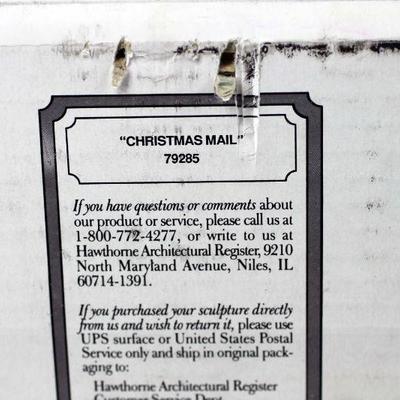 "CHRISTMAS MAIL"
79285
If you have questions or comments about
our product or service, please call us at
1-800-772-4277, or write to us at
Hawthorne Architectural Register, 9210
North Maryland Avenue, Niles, IL
60714-1391.
If you purchased your sculpture directly
from us and wish to return it, please use
UPS surface or United States Postal
Service only and ship in original pack-
aging to:
Hawthorne Architectural Register
Customer Service Dept.